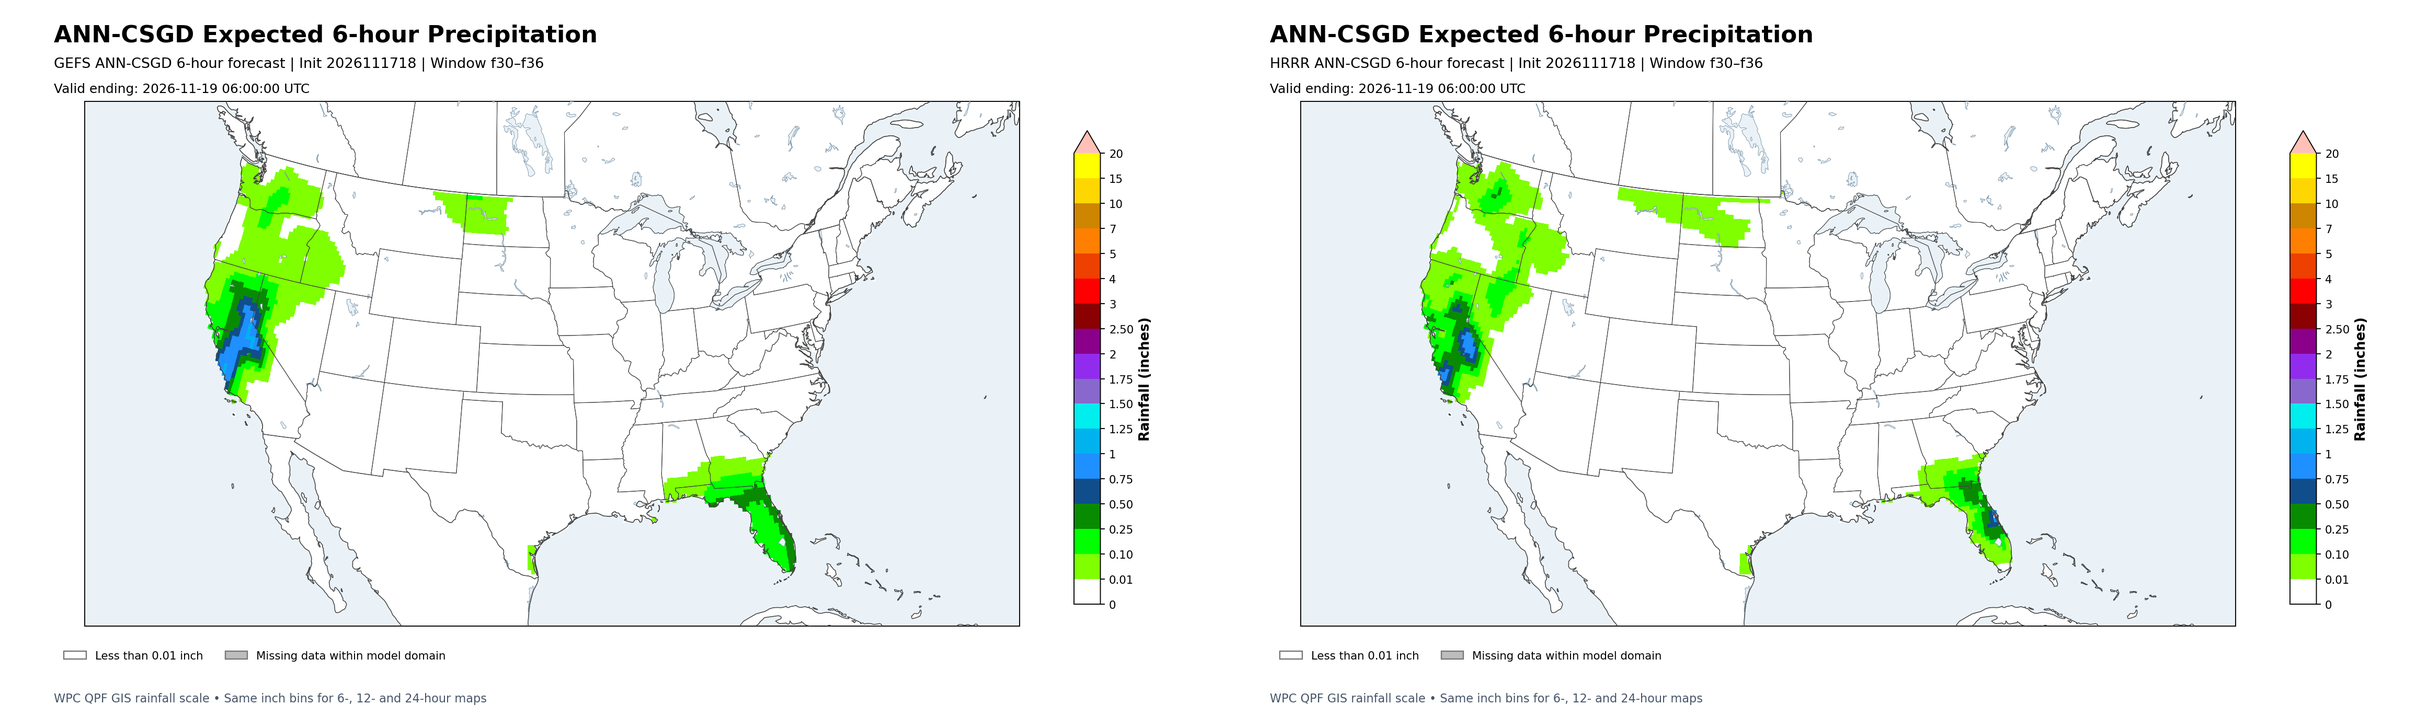 ANN-CSGD Expected 6-hour Precipitation
GEFS ANN-CSGD 6-hour forecast | Init 2026111718 | Window f30–f36
Valid ending: 2026-11-19 06:00:00 UTC
20
15
10
7
5
4
3
2.50
2
1.75
1.50
1.25
1
0.75
0.50
0.25
0.10
0.01
0
Rainfall (inches)
Less than 0.01 inch
Missing data within model domain
WPC QPF GIS rainfall scale • Same inch bins for 6-, 12- and 24-hour maps
ANN-CSGD Expected 6-hour Precipitation
HRRR ANN-CSGD 6-hour forecast | Init 2026111718 | Window f30–f36
Valid ending: 2026-11-19 06:00:00 UTC
20
15
10
7
5
4
3
2.50
2
1.75
1.50
1.25
1
0.75
0.50
0.25
0.10
0.01
0
Rainfall (inches)
Less than 0.01 inch
Missing data within model domain
WPC QPF GIS rainfall scale • Same inch bins for 6-, 12- and 24-hour maps